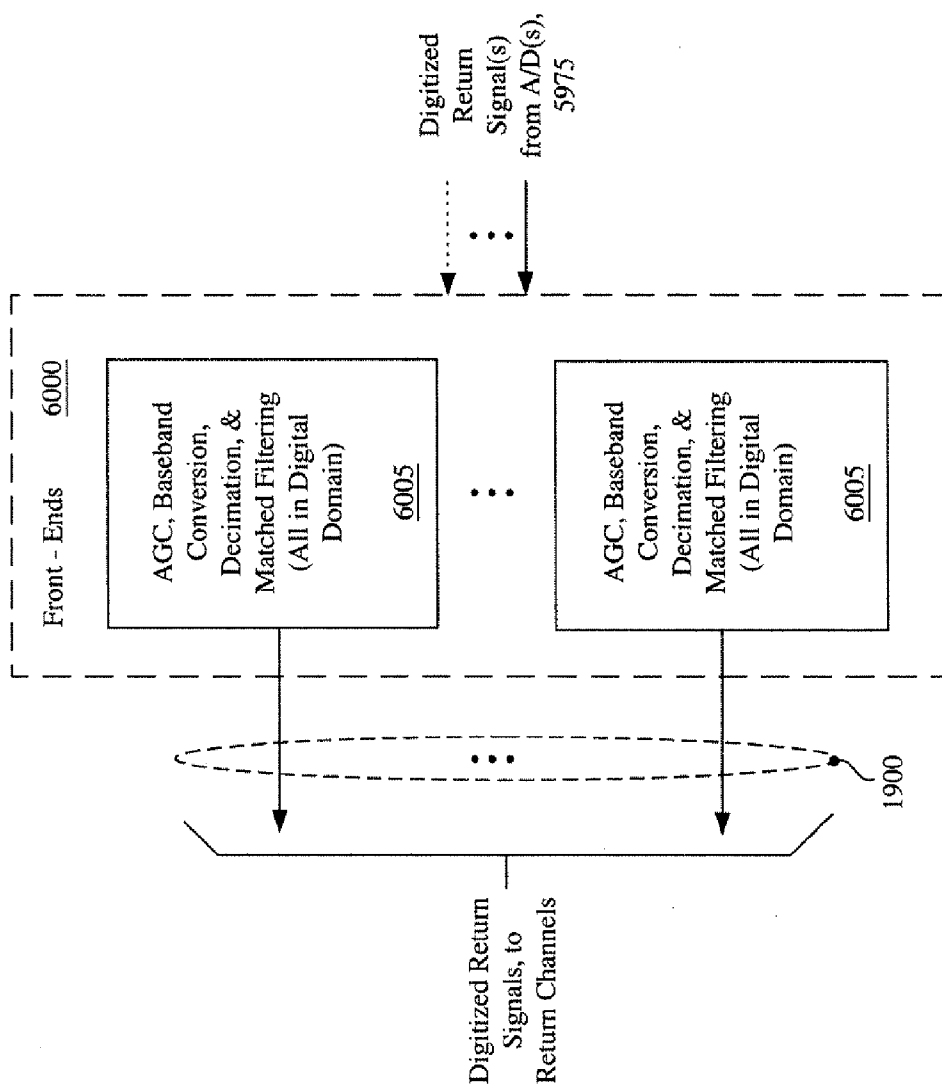 Front - Ends 6000
AGC, Baseband
Conversion,
Decimation, &
Matched Filtering
(All in Digital
Domain)
6005
AGC, Baseband
Conversion,
Decimation, &
Matched Filtering
(All in Digital
Domain)
6005
Digitized
Return
Signal(s)
from A/D(s),
5975
1900
Digitized Return
Signals, to
Return Channels